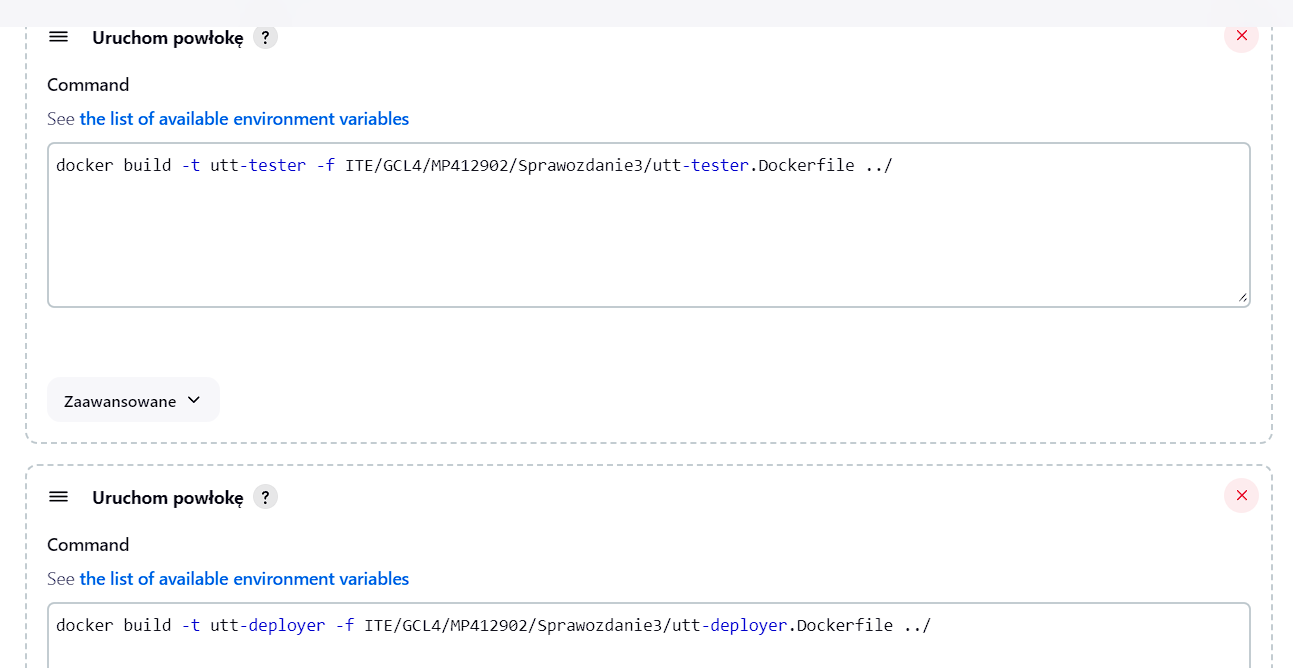 Uruchom powłokę ?
Command
See the list of available environment variables
docker build -t utt-tester -f ITE/GCL4/MP412902/Sprawozdanie3/utt-tester.Dockerfile ../
Zaawansowane
Uruchom powłokę ?
Command
See the list of available environment variables
docker build -t utt-deployer -f ITE/GCL4/MP412902/Sprawozdanie3/utt-deployer.Dockerfile ../